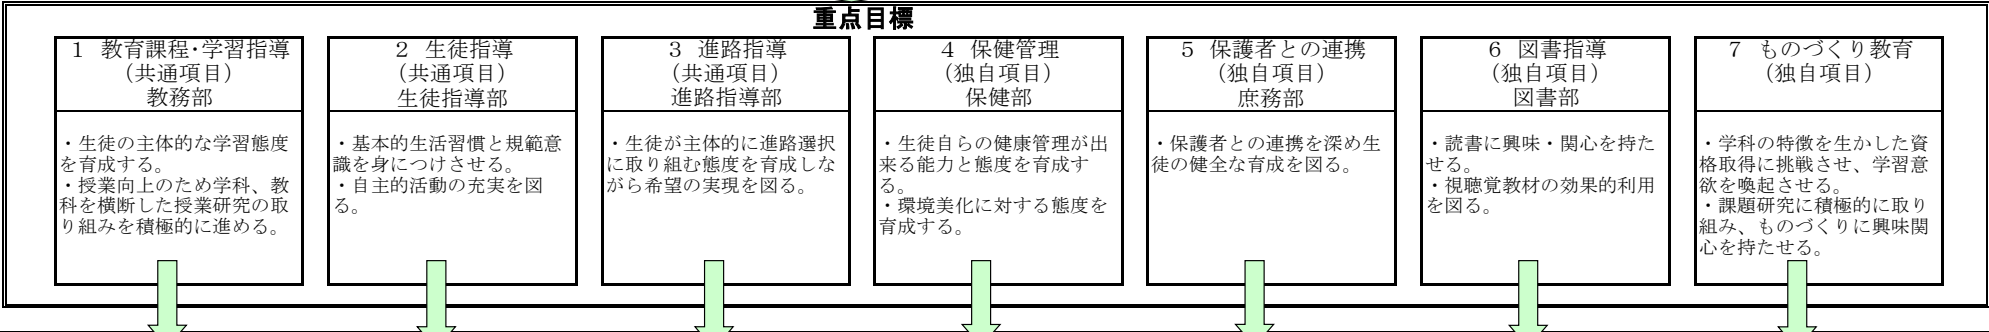 重点目標
1 教育課程・学習指導
（共通項目）
教務部
・生徒の主体的な学習態度
を育成する。
・授業向上のため学科、教
科を横断した授業研究の取
り組みを積極的に進める。
2 生徒指導
（共通項目）
生徒指導部
・基本的生活習慣と規範意
識を身につけさせる。
・自主的活動の充実を図
る。
3 進路指導
（共通項目）
進路指導部
・生徒が主体的に進路選択
に取り組む態度を育成しな
がら希望の実現を図る。
4 保健管理
（独自項目）
保健部
・生徒自らの健康管理が出
来る能力と態度を育成す
る。
・環境美化に対する態度を
育成する。
5 保護者との連携
（独自項目）
庶務部
・保護者との連携を深め生
徒の健全な育成を図る。
6 図書指導
（独自項目）
図書部
・読書に興味・関心を持た
せる。
・視聴覚教材の効果的利用
を図る。
7 ものづくり教育
（独自項目）
・学科の特徴を生かした資
格取得に挑戦させ、学習意
欲を喚起させる。
・課題研究に積極的に取り
組み、ものづくりに興味関
心を持たせる。